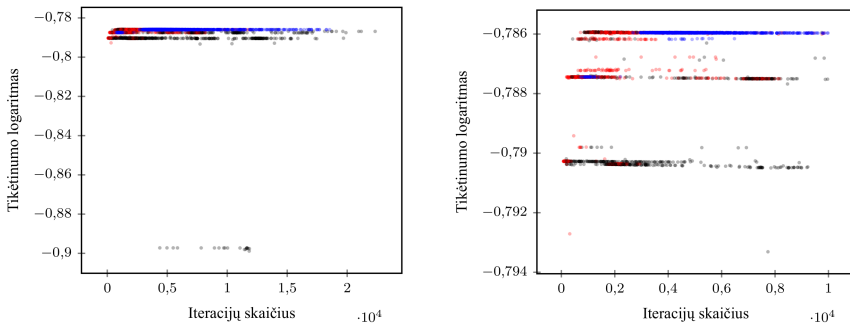 −0,78
−0,8
−0,82
−0,84
−0,86
−0,88
−0,9
Tikėtinumo logaritmas
0 0,5 1 1,5 2
·10⁴
Iteracijų skaičius
−0,786
−0,788
−0,79
−0,792
−0,794
Tikėtinumo logaritmas
0 0,2 0,4 0,6 0,8 1
·10⁴
Iteracijų skaičius